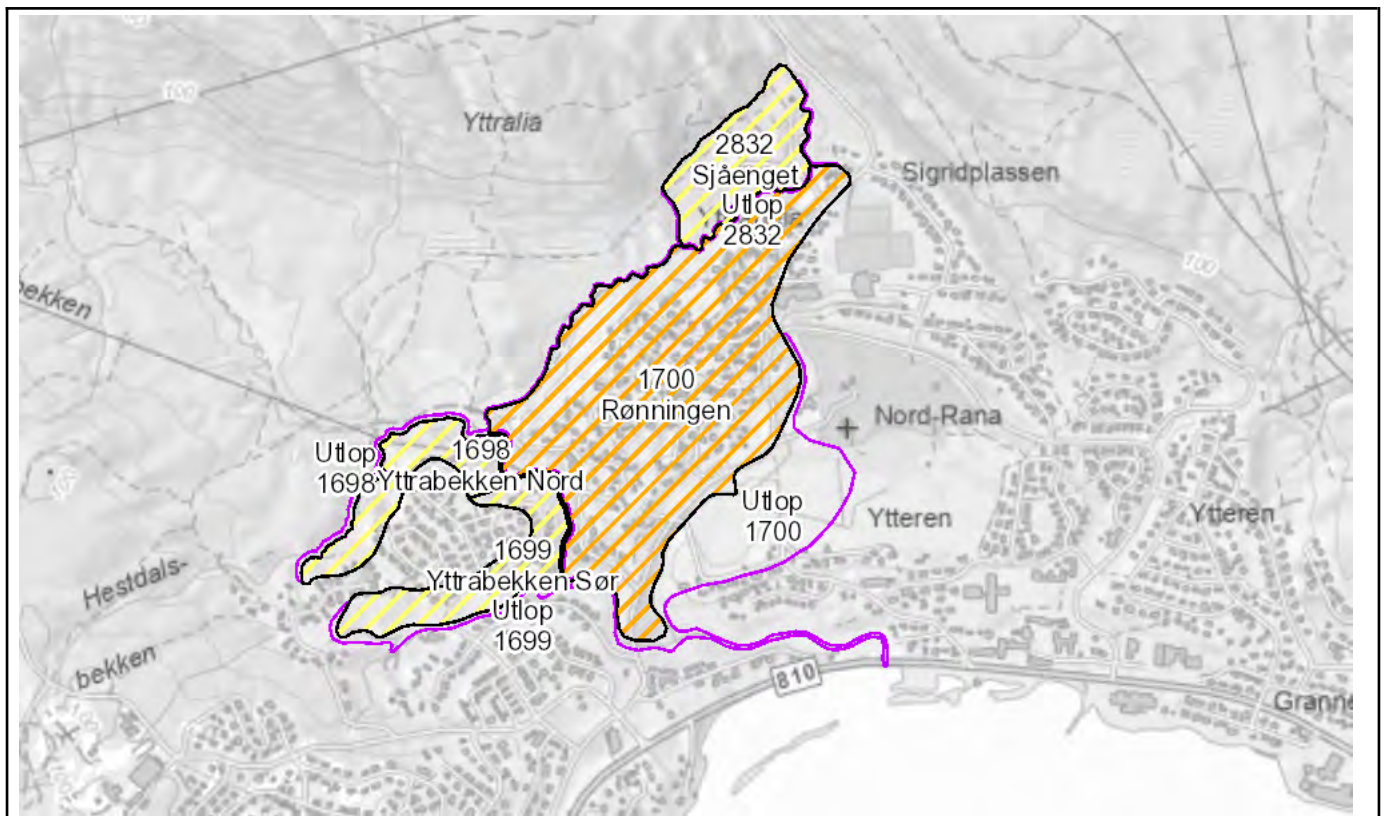 100
Yttralia
2832
Sjåenget
Utlop
2832
Sigridplassen
100
bekken
1700
Rønningen
Nord-Rana
Utlop
1698
1698
Yttrabekken Nord
Utlop
1700
Ytteren
Ytteren
1699
Yttrabekken Sør
Utlop
1699
Hestdals-
bekken
810